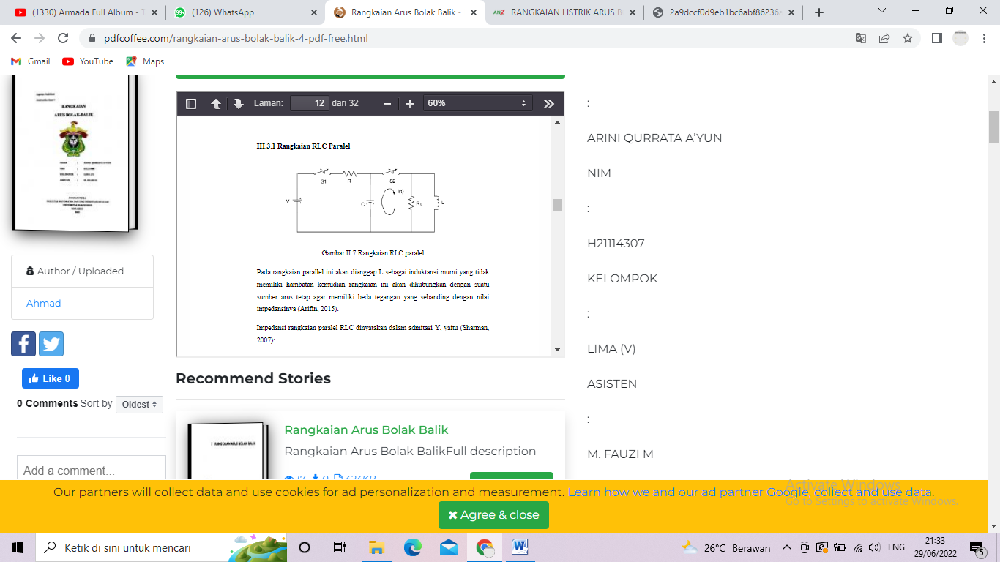 (1330) Armada Full Album - T
(126) WhatsApp
Rangkaian Arus Bolak Balik -
RANGKAIAN LISTRIK ARUS B
2a9dccf0d9eb1bc6abf86236a
pdfcoffee.com/rangkaian-arus-bolak-balik-4-pdf-free.html
Gmail
YouTube
Maps
RANGKAIAN
ARUS BOLAK-BALIK
Author / Uploaded
Ahmad
Like 0
0 Comments Sort by Oldest
Add a comment...
Laman: 12 dari 32
60%
III.3.1 Rangkaian RLC Paralel
S1
R
S2
V
C
I(t)
RL
L
Gambar II.7 Rangkaian RLC paralel
Pada rangkaian parallel ini akan dianggap L sebagai induktansi murni yang tidak
memiliki hambatan kemudian rangkaian ini akan dihubungkan dengan suatu
sumber arus tetap agar memiliki beda tegangan yang sebanding dengan nilai
impedansinya (Arifin, 2015).
Impedansi rangkaian paralel RLC dinyatakan dalam admitasi Y, yaitu (Sharman,
2007):
Recommend Stories
RANGKAIAN ARUS BOLAK BALIK
Rangkaian Arus Bolak Balik
Rangkaian Arus Bolak BalikFull description
17 0 424KB
:
ARINI QURRATA A'YUN
NIM
:
H21114307
KELOMPOK
:
LIMA (V)
ASISTEN
:
M. FAUZI M
Our partners will collect data and use cookies for ad personalization and measurement. Learn how we and our ad partner Google, collect and use data.
Agree & close
Activate Windows
Go to Settings to activate Windows.
Ketik di sini untuk mencari
26°C Berawan
ENG
21:33
29/06/2022
5